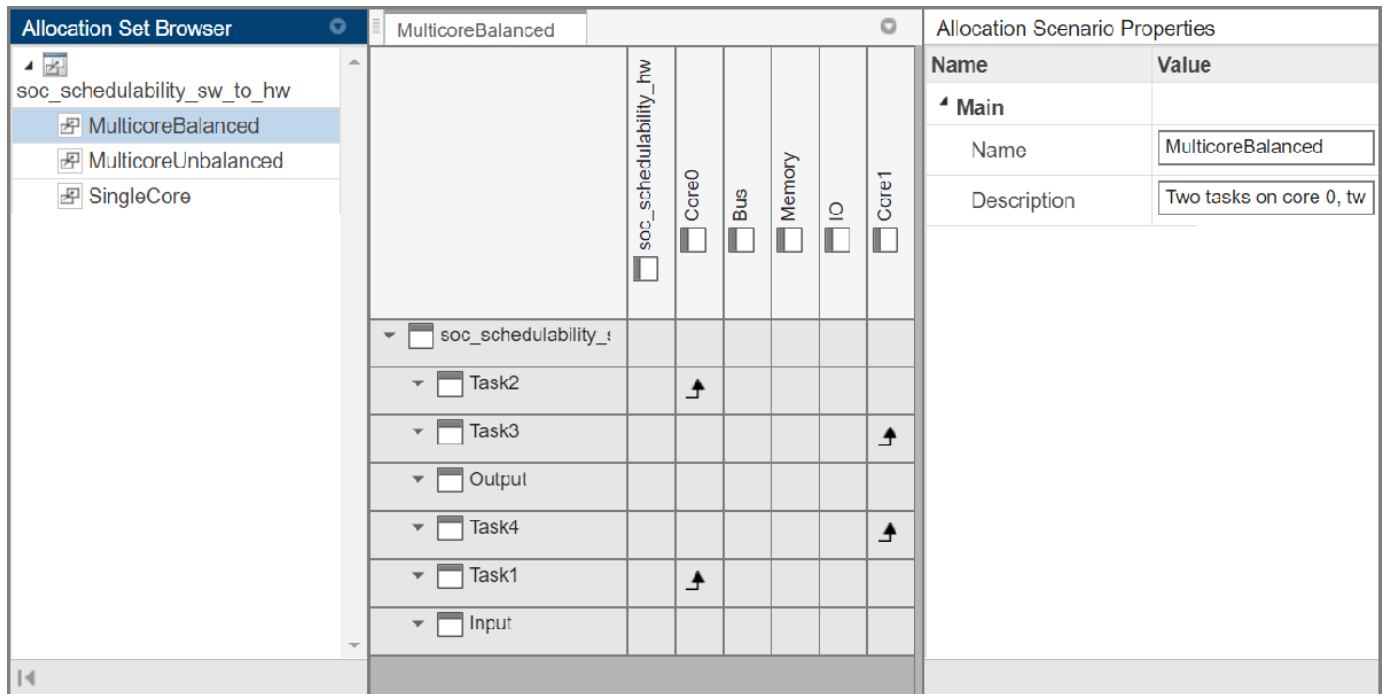 Allocation Set Browser
soc_schedulability_sw_to_hw
MulticoreBalanced
MulticoreUnbalanced
SingleCore
MulticoreBalanced
soc_schedulability_hw
Core0
Bus
Memory
IO
Core1
soc_schedulability_s
Task2
Task3
Output
Task4
Task1
Input
Allocation Scenario Properties
Name Value
Main
Name MulticoreBalanced
Description Two tasks on core 0, tw